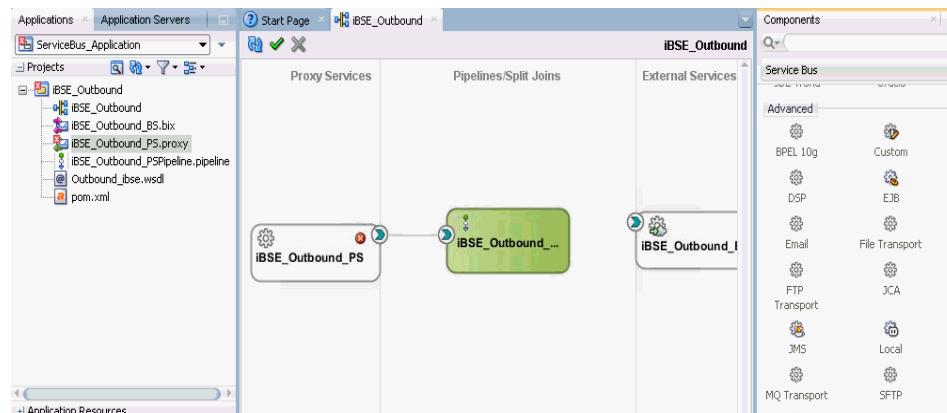 Applications
Application Servers
Start Page
iBSE_Outbound
Components
ServiceBus_Application
iBSE_Outbound
Projects
Service Bus
Proxy Services
Pipelines/Split Joins
External Services
iBSE_Outbound
iBSE_Outbound
iBSE_Outbound_BS.bix
iBSE_Outbound_PS.proxy
iBSE_Outbound_PSPipeline.pipeline
Outbound_ibse.wsdl
pom.xml
Advanced
BPEL 10g
Custom
DSP
EJB
Email
File Transport
FTP
Transport
JCA
JMS
Local
MQ Transport
SFTP
iBSE_Outbound_PS
iBSE_Outbound_...
iBSE_Outbound_
Application Resources